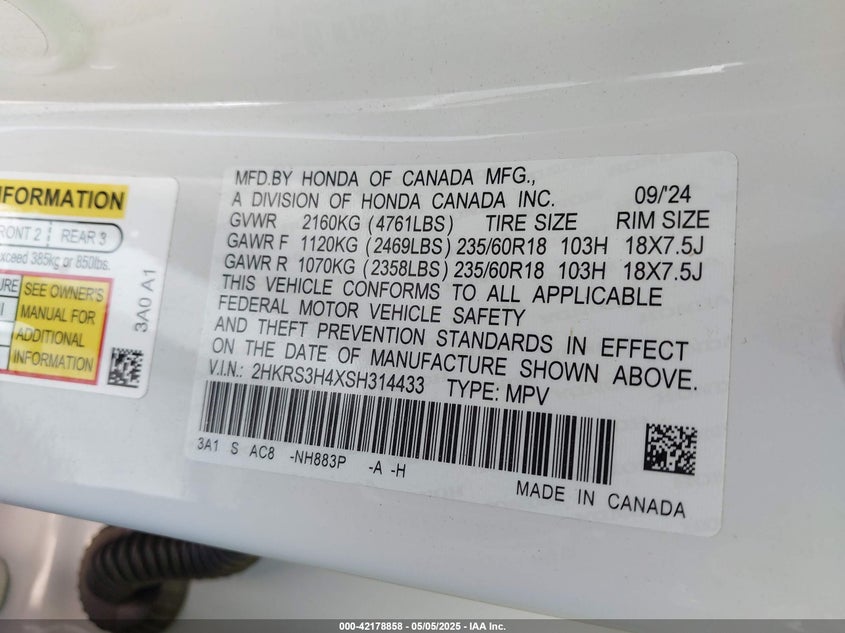 NFORMATION
RONT 2 | REAR 3
xceed 385kg or 850lbs.
URE
SEE OWNER'S
MANUAL FOR
ADDITIONAL
INFORMATION
3A0 A1
MFD.BY HONDA OF CANADA MFG.,
A DIVISION OF HONDA CANADA INC. 09/'24
GVWR 2160KG (4761LBS) TIRE SIZE RIM SIZE
GAWR F 1120KG (2469LBS) 235/60R18 103H 18X7.5J
GAWR R 1070KG (2358LBS) 235/60R18 103H 18X7.5J
THIS VEHICLE CONFORMS TO ALL APPLICABLE
FEDERAL MOTOR VEHICLE SAFETY
AND THEFT PREVENTION STANDARDS IN EFFECT
ON THE DATE OF MANUFACTURE SHOWN ABOVE.
V.I.N.: 2HKRS3H4XSH314433 TYPE: MPV
3A1 S AC8 -NH883P -A -H
MADE IN CANADA
000-42178858 - 05/05/2025 - IAA Inc.